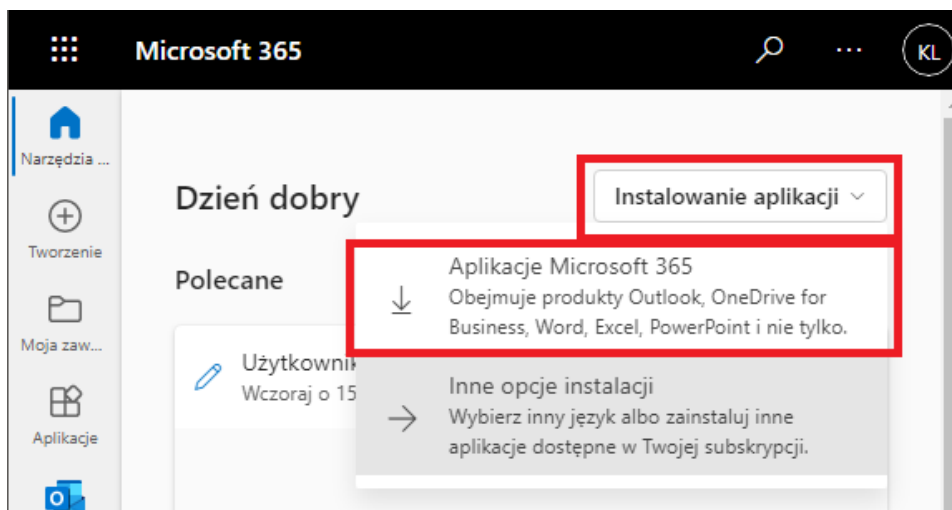 Microsoft 365
KL
Narzędzia ...
Dzień dobry
Instalowanie aplikacji
Tworzenie
Polecane
Aplikacje Microsoft 365
Obejmuje produkty Outlook, OneDrive for
Business, Word, Excel, PowerPoint i nie tylko.
Moja zaw...
Użytkownik
Wczoraj o 15
Inne opcje instalacji
Wybierz inny język albo zainstaluj inne
aplikacje dostępne w Twojej subskrypcji.
Aplikacje